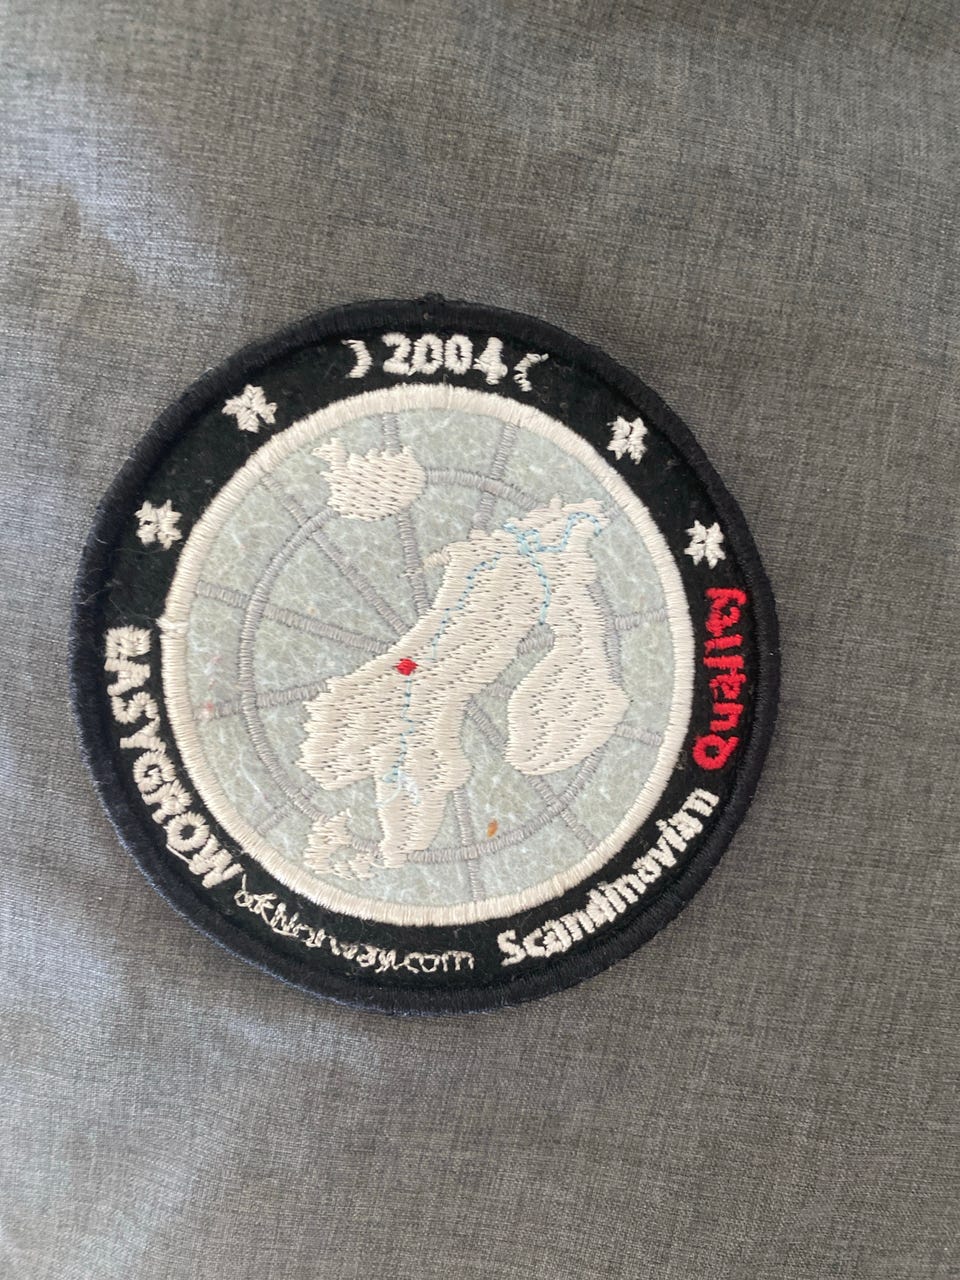 2004
EASYGROW
Scandinavian
Quality